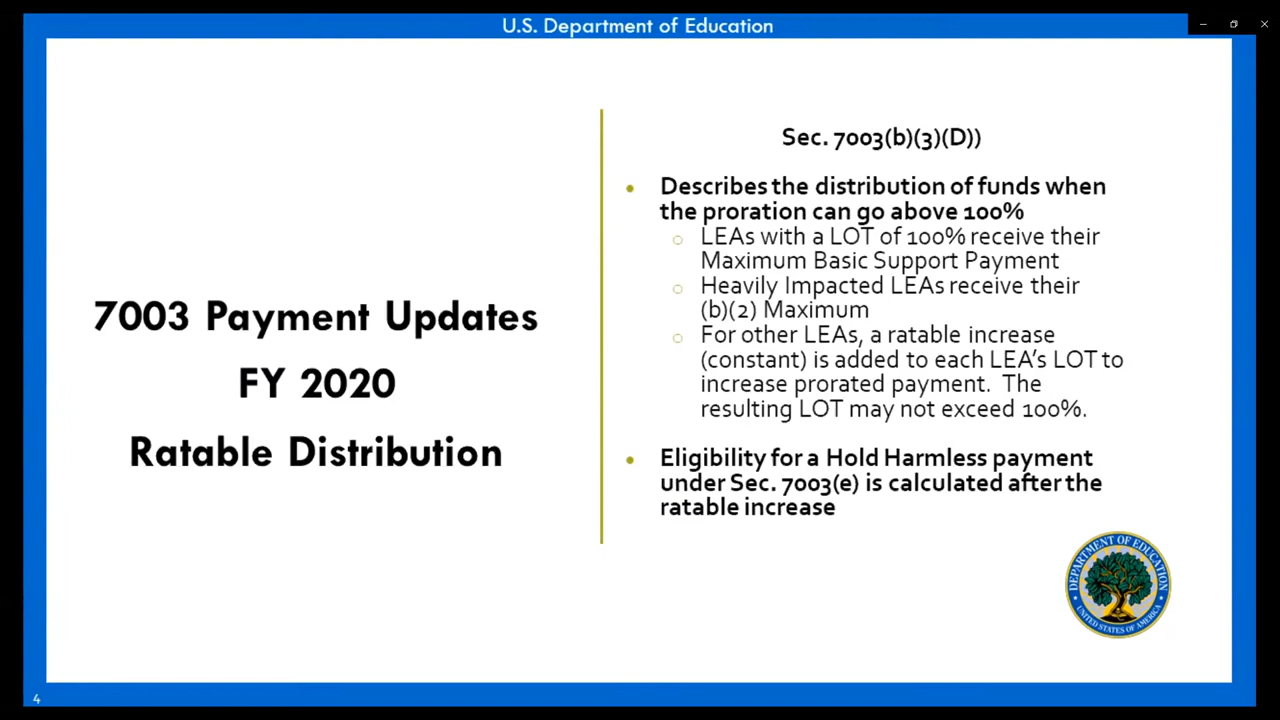 U.S. Department of Education
7003 Payment Updates
FY 2020
Ratable Distribution
Sec. 7003(b)(3)(D))
• Describes the distribution of funds when
the proration can go above 100%
o LEAs with a LOT of 100% receive their
Maximum Basic Support Payment
o Heavily Impacted LEAs receive their
(b)(2) Maximum
o For other LEAs, a ratable increase
(constant) is added to each LEA’s LOT to
increase prorated payment. The
resulting LOT may not exceed 100%.
• Eligibility for a Hold Harmless payment
under Sec. 7003(e) is calculated after the
ratable increase
DEPARTMENT OF EDUCATION
UNITED STATES OF AMERICA
4